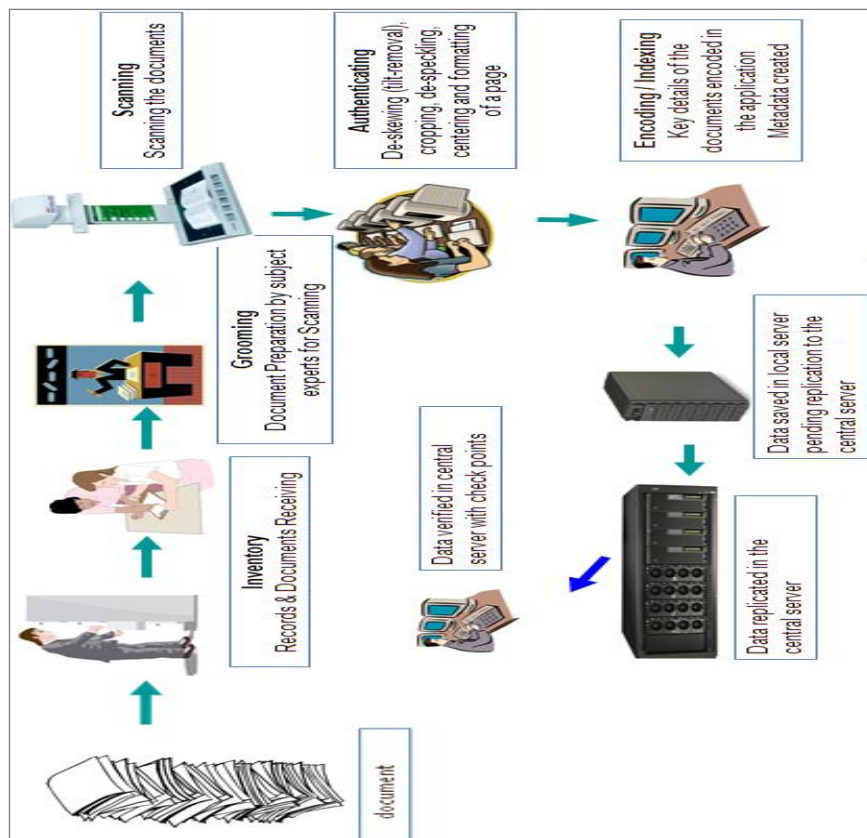 document
Inventory
Records & Documents Receiving
Grooming
Document Preparation by subject
experts for Scanning
Scanning
Scanning the documents
Authenticating
De-skewing (tilt-removal),
cropping, de-speckling,
centering and formatting
of a page
Encoding / Indexing
Key details of the
documents encoded in
the application
Metadata created
Data saved in local server
pending replication to the
central server
Data replicated in the
central server
Data verified in central
server with check points